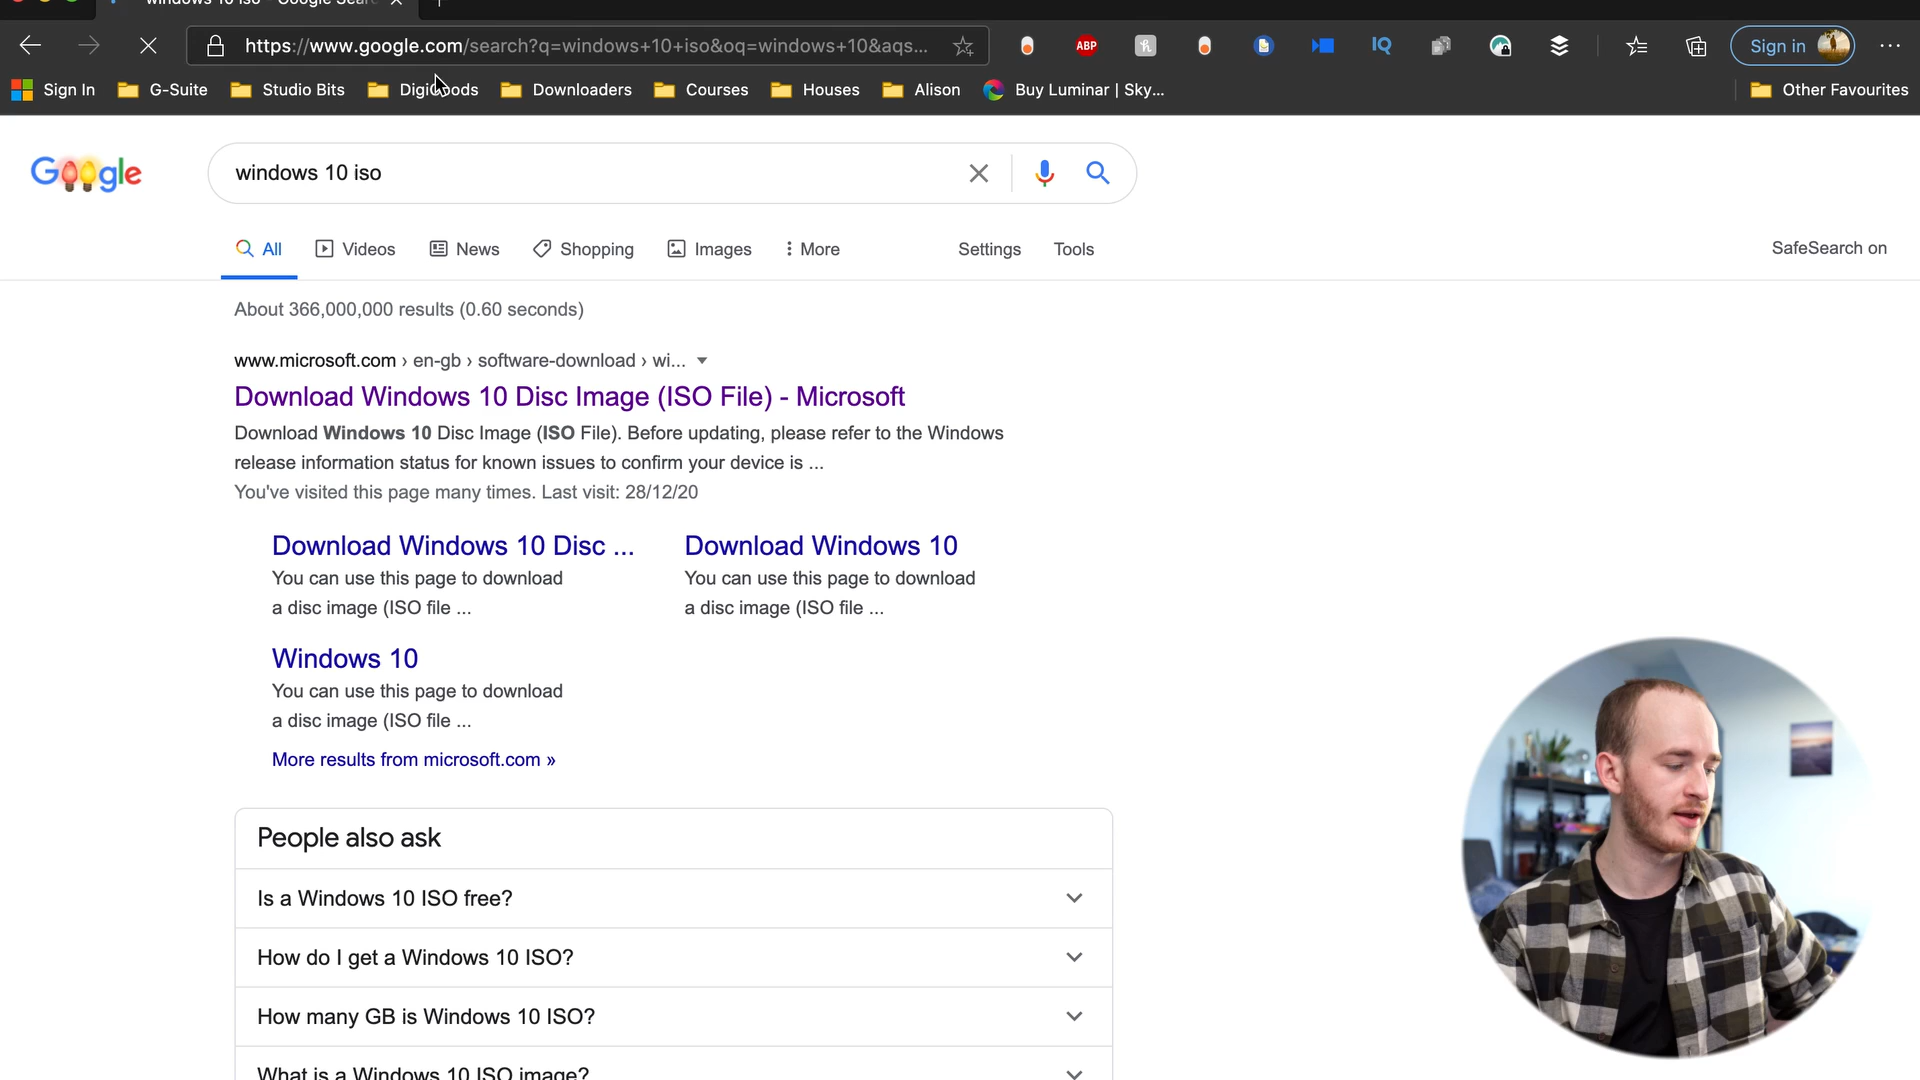 windows 10 iso - Google Sear
https://www.google.com/search?q=windows+10+iso&oq=windows+10&aqs...
ABP
IQ
Sign in
Sign In
G-Suite
Studio Bits
Downloaders
Courses
Houses
Alison
Buy Luminar | Sky...
Other Favourites
Google
windows 10 iso
All
Videos
News
Shopping
Images
More
Settings
Tools
SafeSearch on
About 366,000,000 results (0.60 seconds)
www.microsoft.com › en-gb › software-download › wi...
Download Windows 10 Disc Image (ISO File) - Microsoft
Download Windows 10 Disc Image (ISO File). Before updating, please refer to the Windows
release information status for known issues to confirm your device is ...
You've visited this page many times. Last visit: 28/12/20
Download Windows 10 Disc ...
You can use this page to download
a disc image (ISO file ...
Download Windows 10
You can use this page to download
a disc image (ISO file ...
Windows 10
You can use this page to download
a disc image (ISO file ...
More results from microsoft.com »
People also ask
Is a Windows 10 ISO free?
How do I get a Windows 10 ISO?
How many GB is Windows 10 ISO?
What is a Windows 10 ISO image?